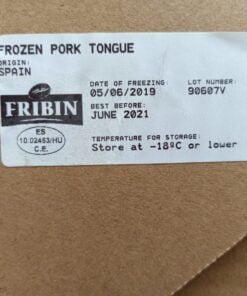 FROZEN PORK TONGUE
ORIGIN:
SPAIN
DATE OF FREEZING:
05/06/2019
LOT NUMBER:
90607V
BEST BEFORE:
JUNE 2021
FRIBIN
ES
10.02453/HU
C.E.
TEMPERATURE FOR STORAGE:
Store at -18ºC or lower